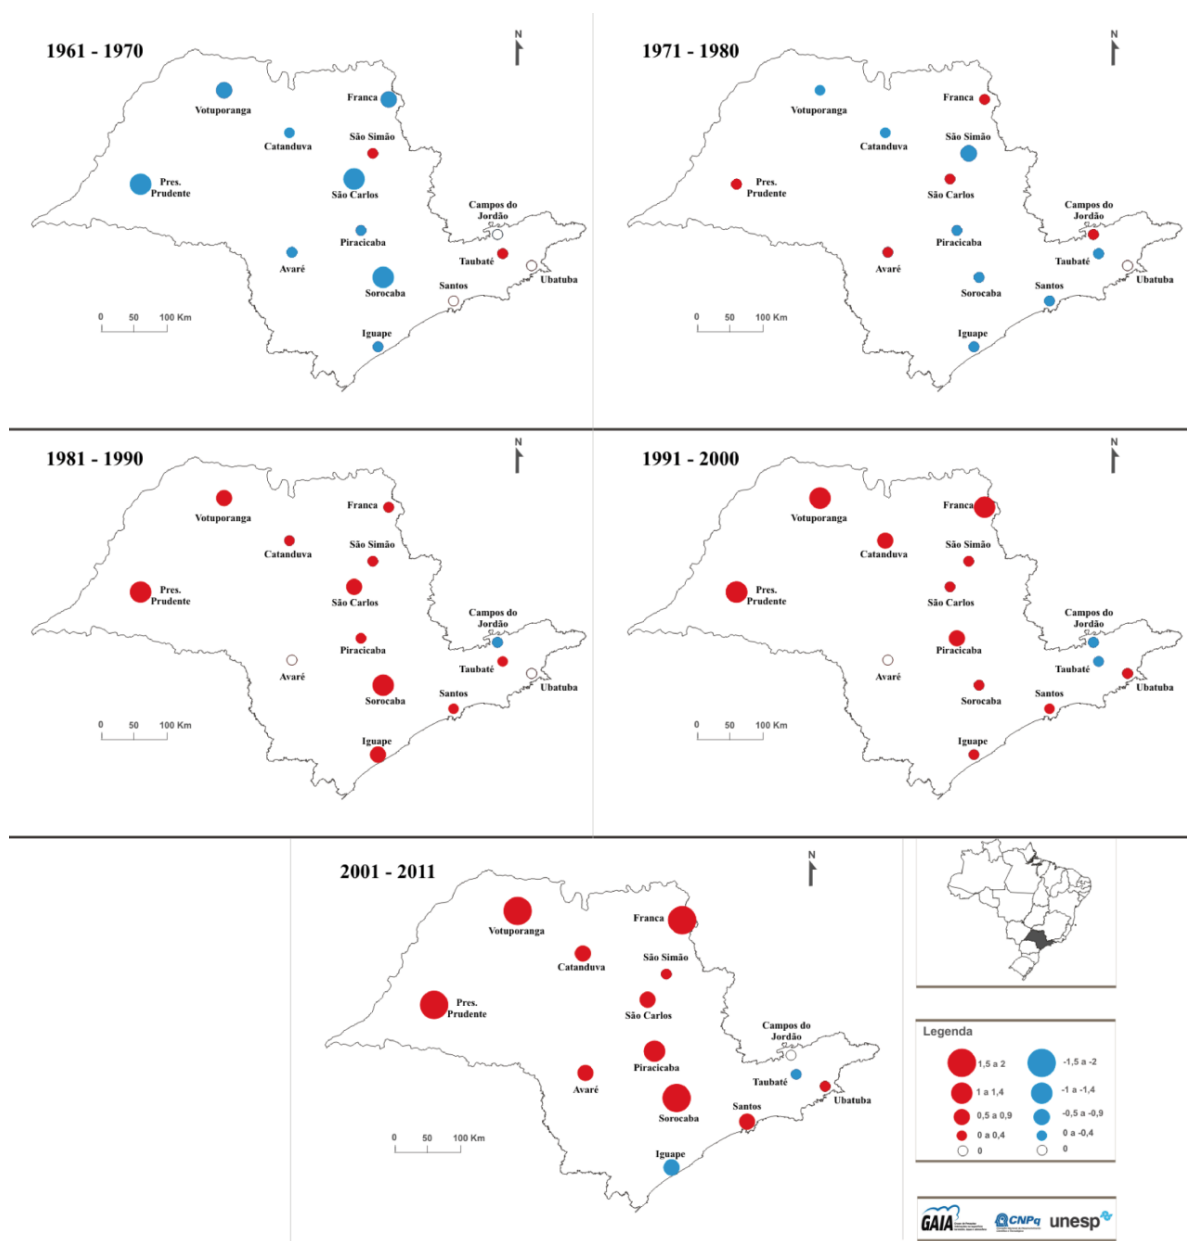 1961 - 1970
N
Votuporanga
Franca
Catanduva
São Simão
Pres.
Prudente
São Carlos
Campos do
Jordão
Piracicaba
Taubaté
Avaré
Ubatuba
Sorocaba
Santos
Iguape
0 50 100 Km
1971 - 1980
N
Votuporanga
Franca
Catanduva
São Simão
Pres.
Prudente
São Carlos
Campos do
Jordão
Piracicaba
Taubaté
Avaré
Ubatuba
Sorocaba
Santos
Iguape
0 50 100 Km
1981 - 1990
N
Votuporanga
Franca
Catanduva
São Simão
Pres.
Prudente
São Carlos
Campos do
Jordão
Piracicaba
Taubaté
Avaré
Ubatuba
Sorocaba
Santos
Iguape
0 50 100 Km
1991 - 2000
N
Votuporanga
Franca
Catanduva
São Simão
Pres.
Prudente
São Carlos
Campos do
Jordão
Piracicaba
Taubaté
Avaré
Ubatuba
Sorocaba
Santos
Iguape
0 50 100 Km
2001 - 2011
N
Votuporanga
Franca
Catanduva
São Simão
Pres.
Prudente
São Carlos
Campos do
Jordão
Piracicaba
Taubaté
Avaré
Ubatuba
Sorocaba
Santos
Iguape
0 50 100 Km
Legenda
1,5 a 2 -1,5 a -2
1 a 1,4 -1 a -1,4
0,5 a 0,9 -0,5 a -0,9
0 a 0,4 0 a -0,4
0 0
GAIA CNPq unesp